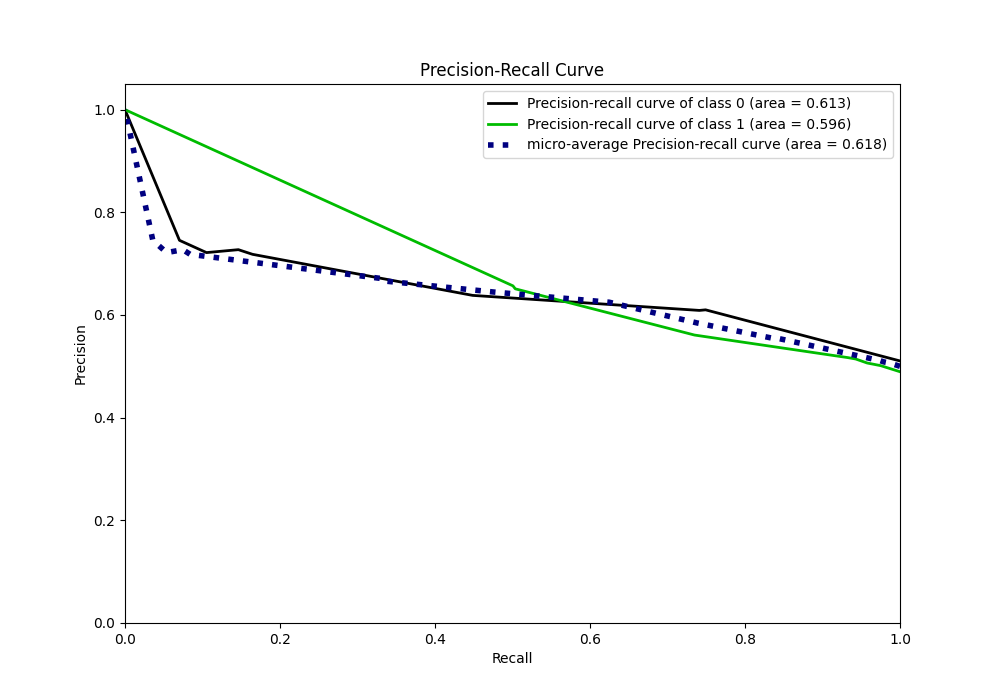 Precision-Recall Curve
Precision-recall curve of class 0 (area = 0.613)
Precision-recall curve of class 1 (area = 0.596)
micro-average Precision-recall curve (area = 0.618)
Precision
1.0
0.8
0.6
0.4
0.2
0.0
0.0 0.2 0.4 0.6 0.8 1.0
Recall